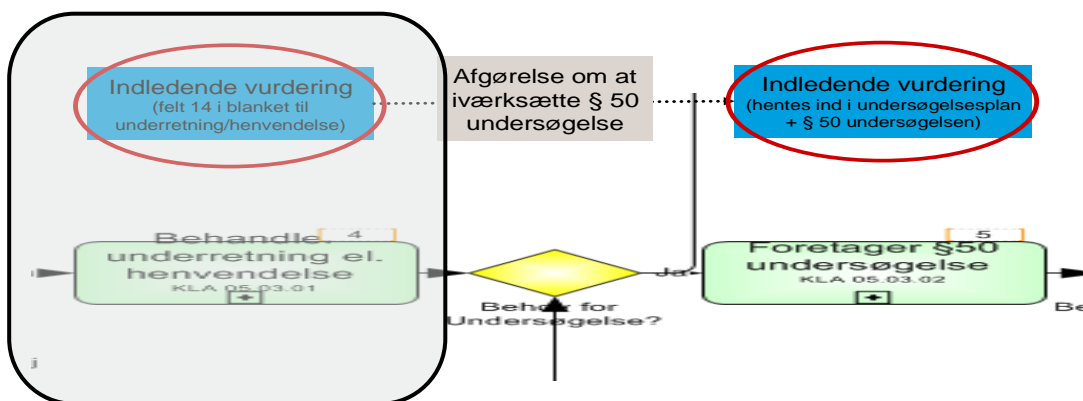 Indledende vurdering
(felt 14 i blanket til
underretning/henvendelse)
Afgørelse om at
iværksætte § 50
undersøgelse
Indledende vurdering
(hentes ind i undersøgelsesplan
+ § 50 undersøgelsen)
4
Behandle.
underretning el.
henvendelse
KLA 05.03.01
Behov for
Undersøgelse?
Ja
5
Foretager §50
undersøgelse
KLA 05.03.02
Be